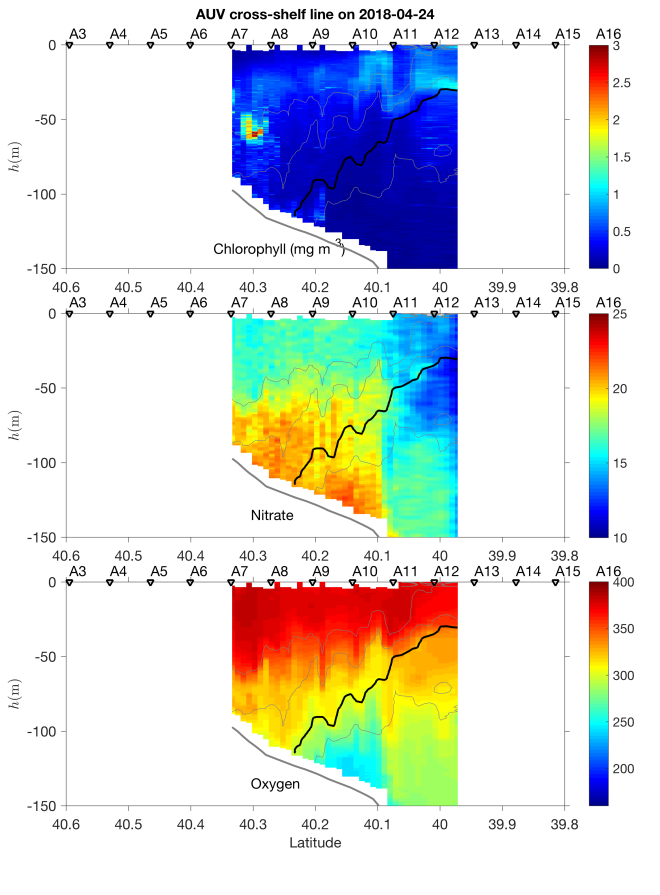 AUV cross-shelf line on 2018-04-24
A3 A4 A5 A6 A7 A8 A9 A10 A11 A12 A13 A14 A15 A16
0 3
2.5
-50 2
h(m) 1.5
-100 1
0.5
Chlorophyll (mg m⁻³)
-150 0
40.6 40.5 40.4 40.3 40.2 40.1 40 39.9 39.8
A3 A4 A5 A6 A7 A8 A9 A10 A11 A12 A13 A14 A15 A16
0 25
-50 20
h(m)
-100 15
Nitrate
-150 10
40.6 40.5 40.4 40.3 40.2 40.1 40 39.9 39.8
A3 A4 A5 A6 A7 A8 A9 A10 A11 A12 A13 A14 A15 A16
0 400
350
-50
300
h(m)
250
-100
200
Oxygen
-150
40.6 40.5 40.4 40.3 40.2 40.1 40 39.9 39.8
Latitude